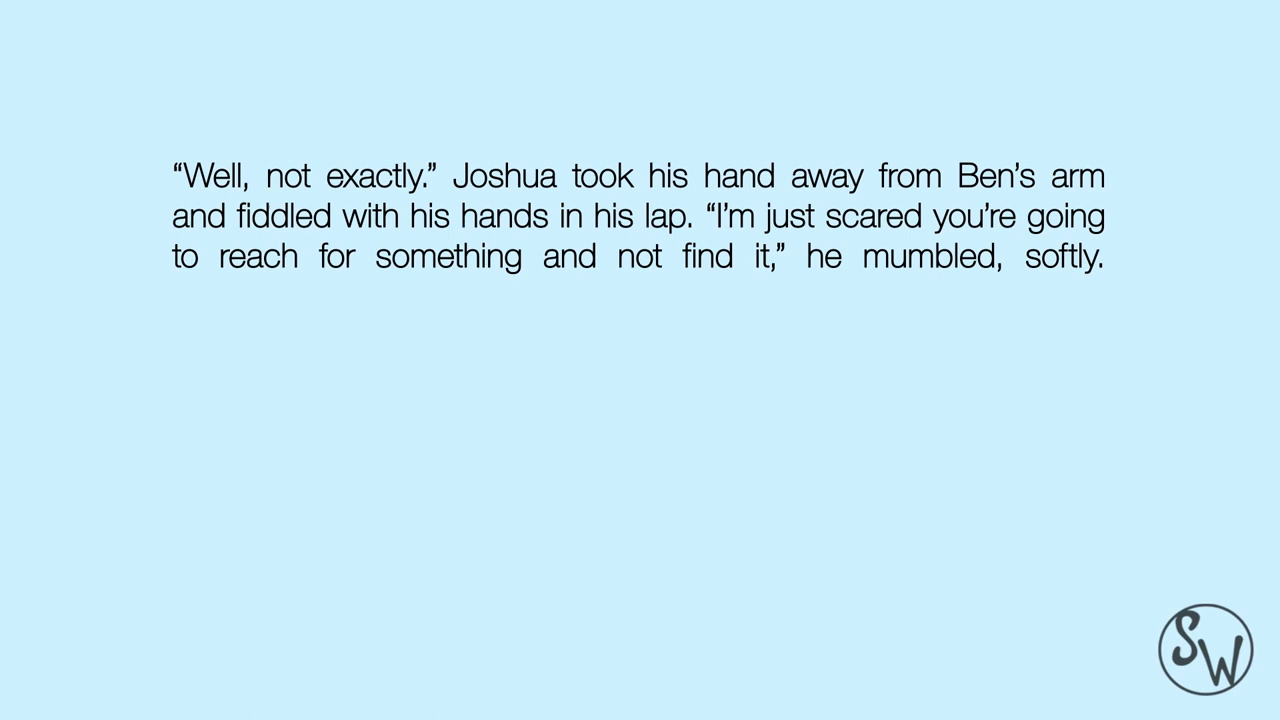 “Well, not exactly.” Joshua took his hand away from Ben’s arm
and fiddled with his hands in his lap. “I’m just scared you’re going
to reach for something and not find it,” he mumbled, softly.
SW